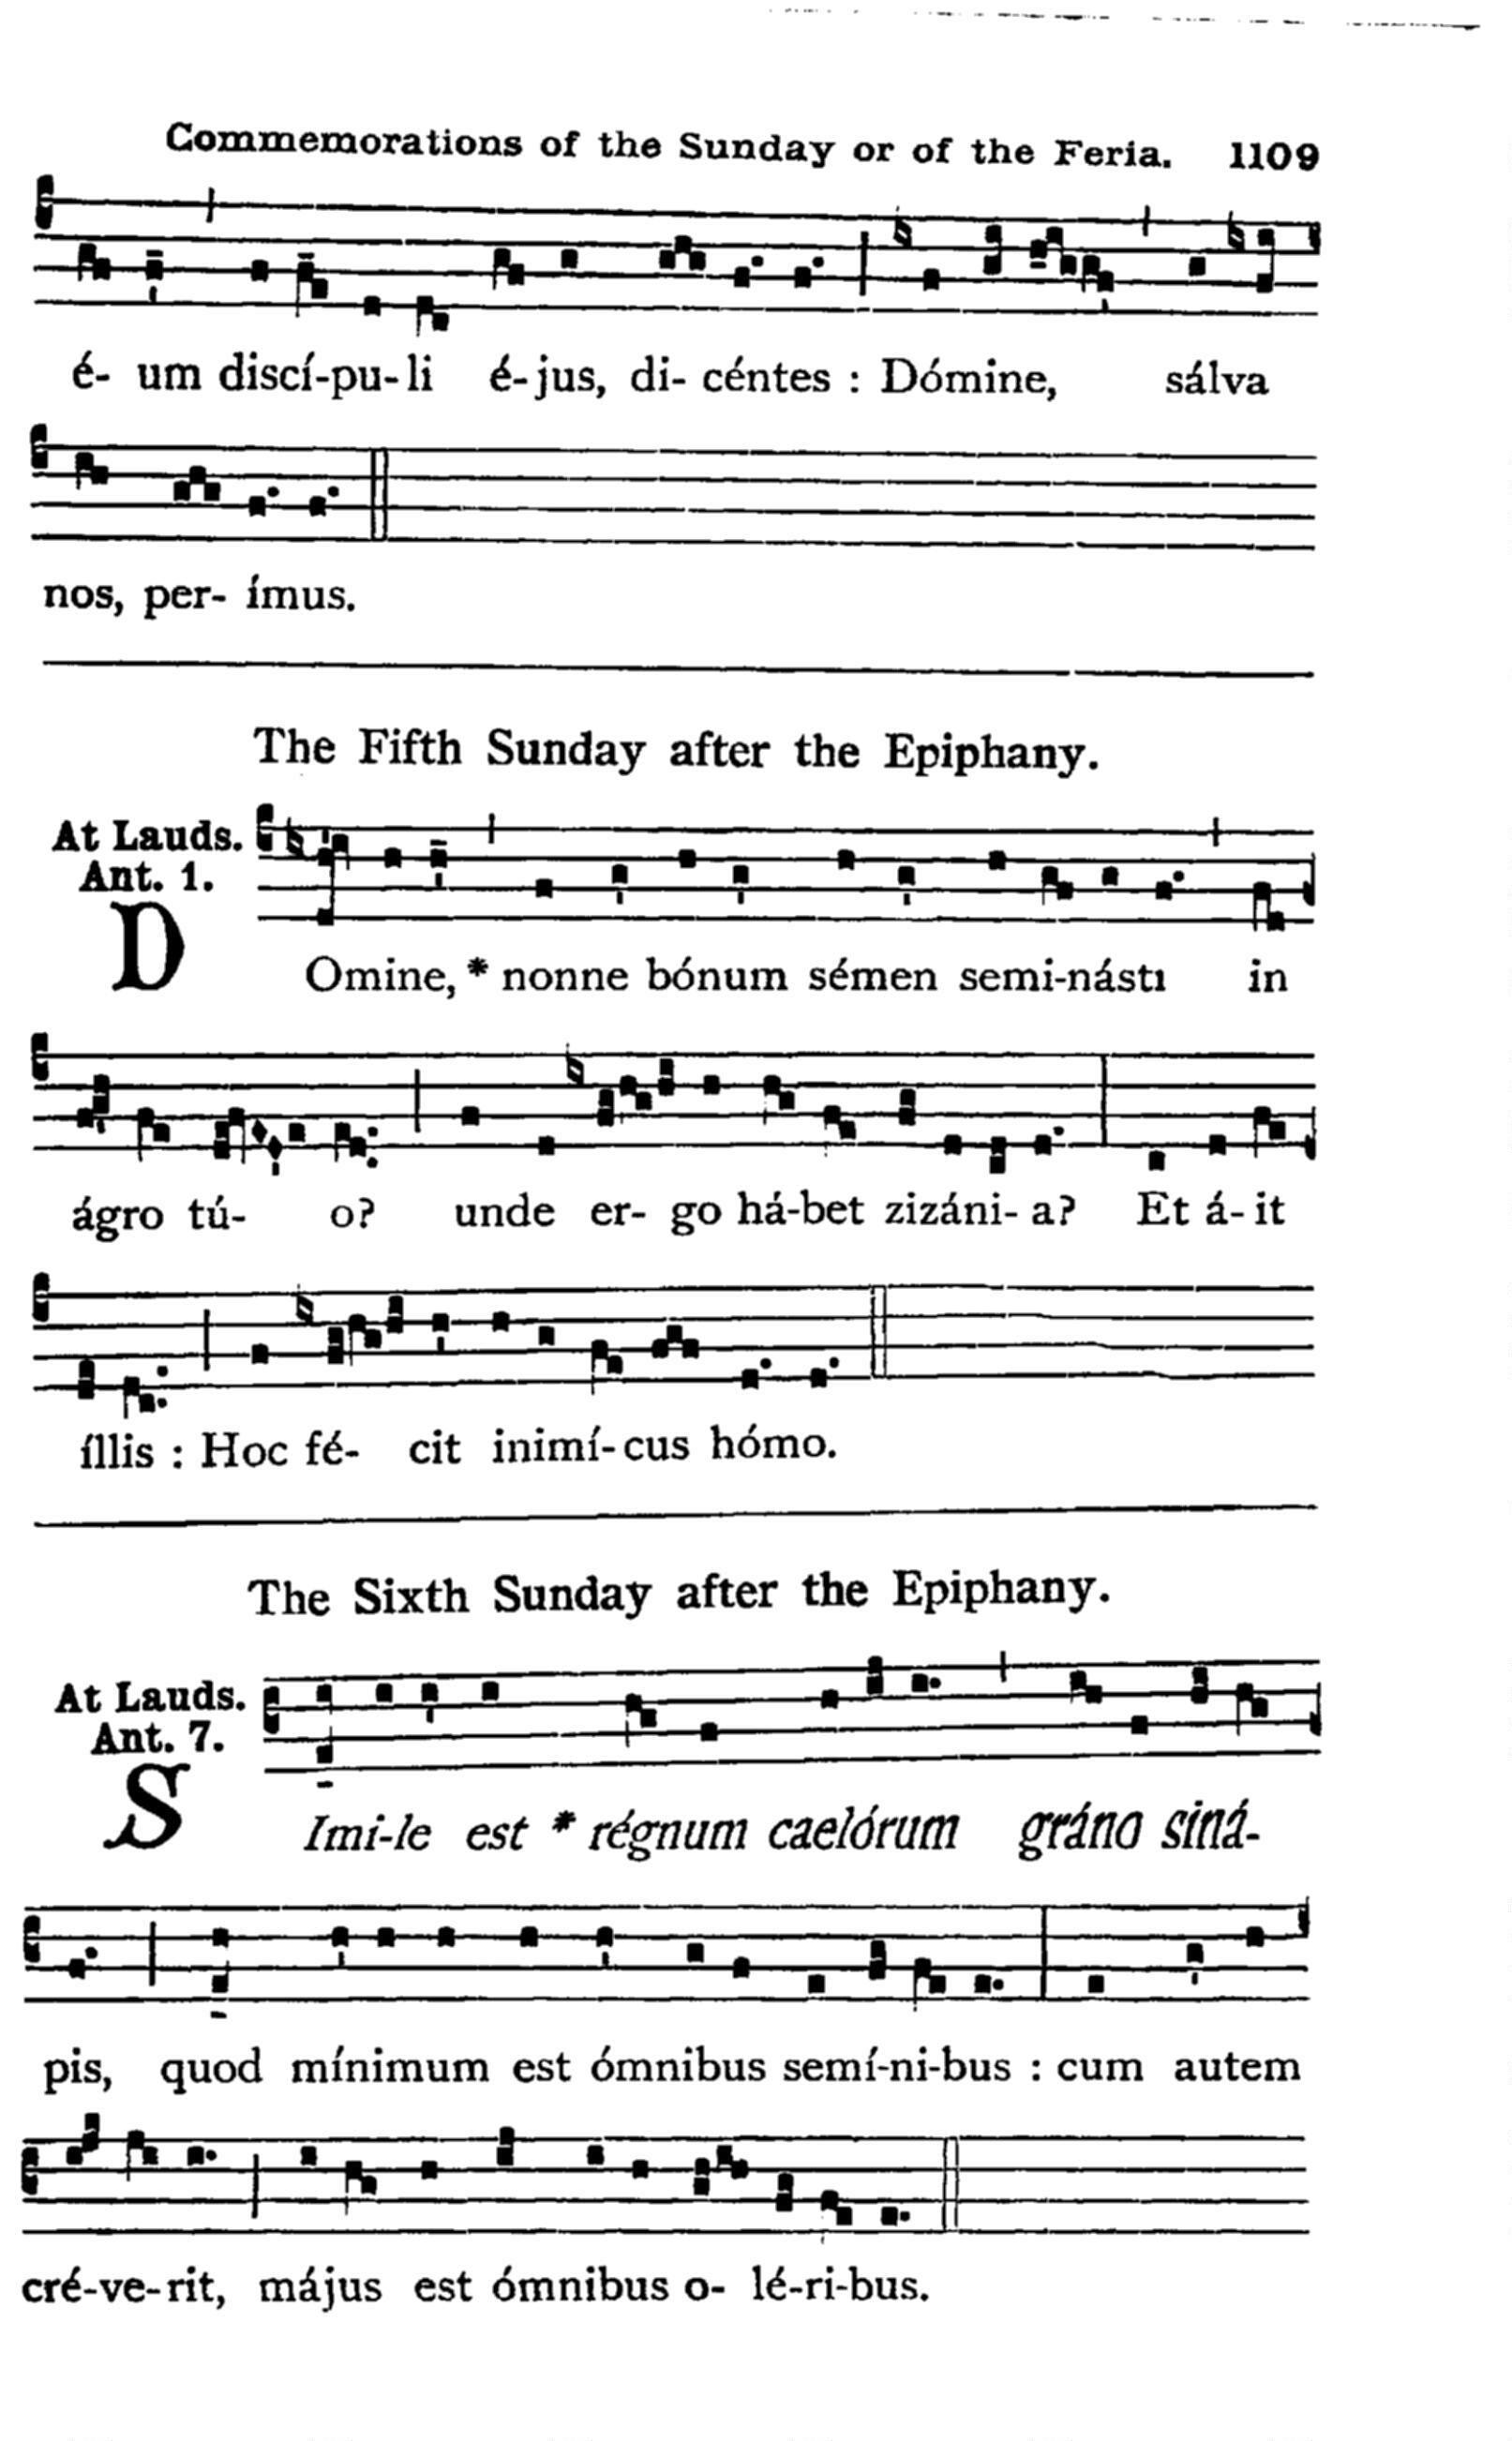 Commemorations of the Sunday or of the Feria. 1109
é- um discí-pu-li é-jus, di- céntes : Dómine, sálva
nos, per- ímus.
The Fifth Sunday after the Epiphany.
At Lauds.
Ant. 1.
DOmine, * nonne bónum sémen semi-násti in
ágro tú- o? unde er- go há-bet zizáni- a? Et á- it
íllis : Hoc fé- cit inimí- cus hómo.
The Sixth Sunday after the Epiphany.
At Lauds.
Ant. 7.
SImi-le est * régnum caelórum gráno siná-
pis, quod mínimum est ómnibus semí-ni-bus : cum autem
cré-ve-rit, május est ómnibus o- lé-ri-bus.